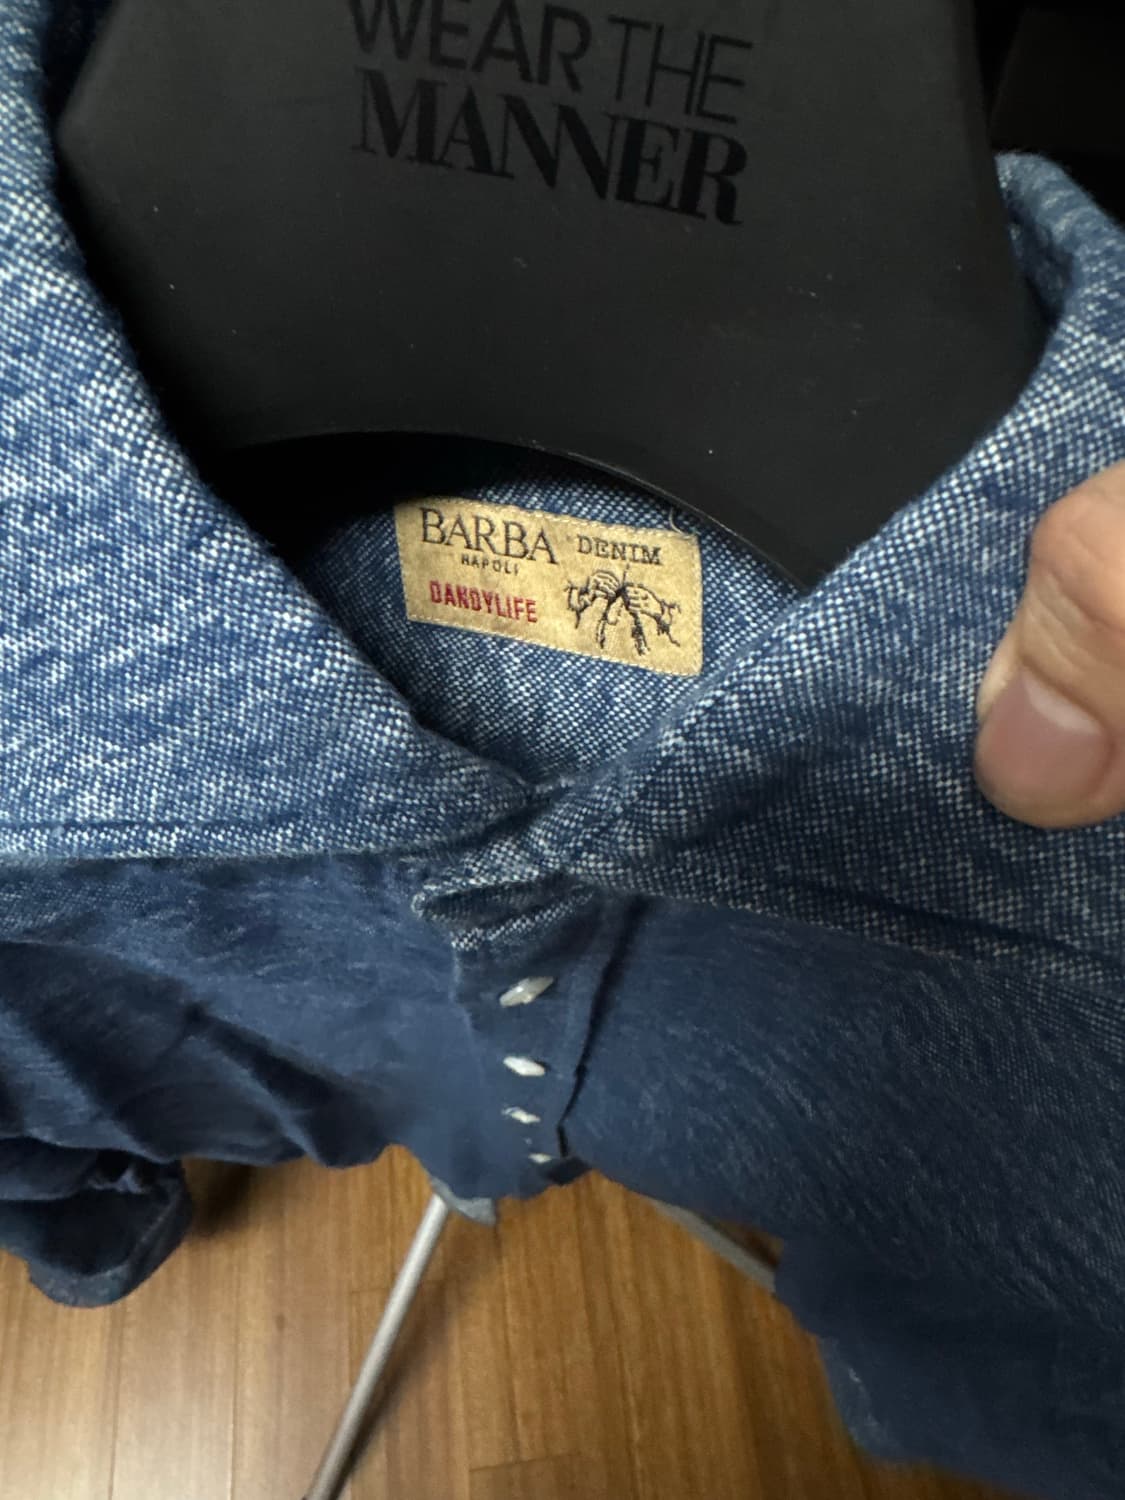 WEAR THE
MANNER
BARBA
NAPOLI
DENIM
DANDYLIFE